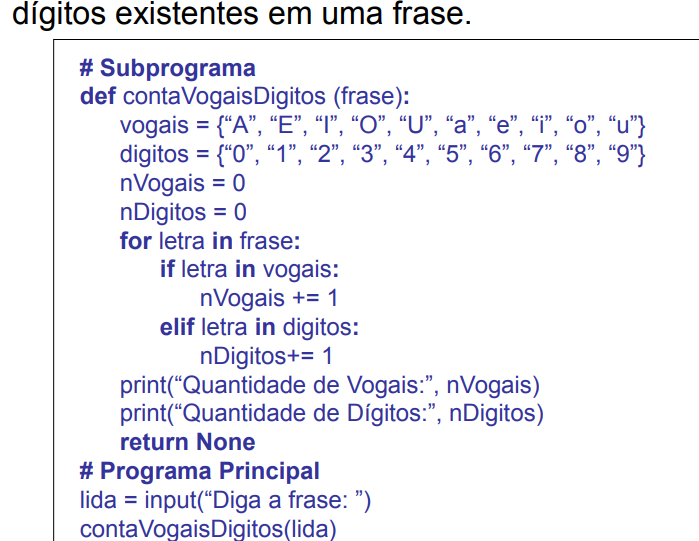 dígitos existentes em uma frase.
# Subprograma
def contaVogaisDigitos (frase):
vogais = {“A”, “E”, “I”, “O”, “U”, “a”, “e”, “i”, “o”, “u”}
digitos = {“0”, “1”, “2”, “3”, “4”, “5”, “6”, “7”, “8”, “9”}
nVogais = 0
nDigitos = 0
for letra in frase:
if letra in vogais:
nVogais += 1
elif letra in digitos:
nDigitos+= 1
print(“Quantidade de Vogais:”, nVogais)
print(“Quantidade de Dígitos:”, nDigitos)
return None
# Programa Principal
lida = input(“Diga a frase: ”)
contaVogaisDigitos(lida)